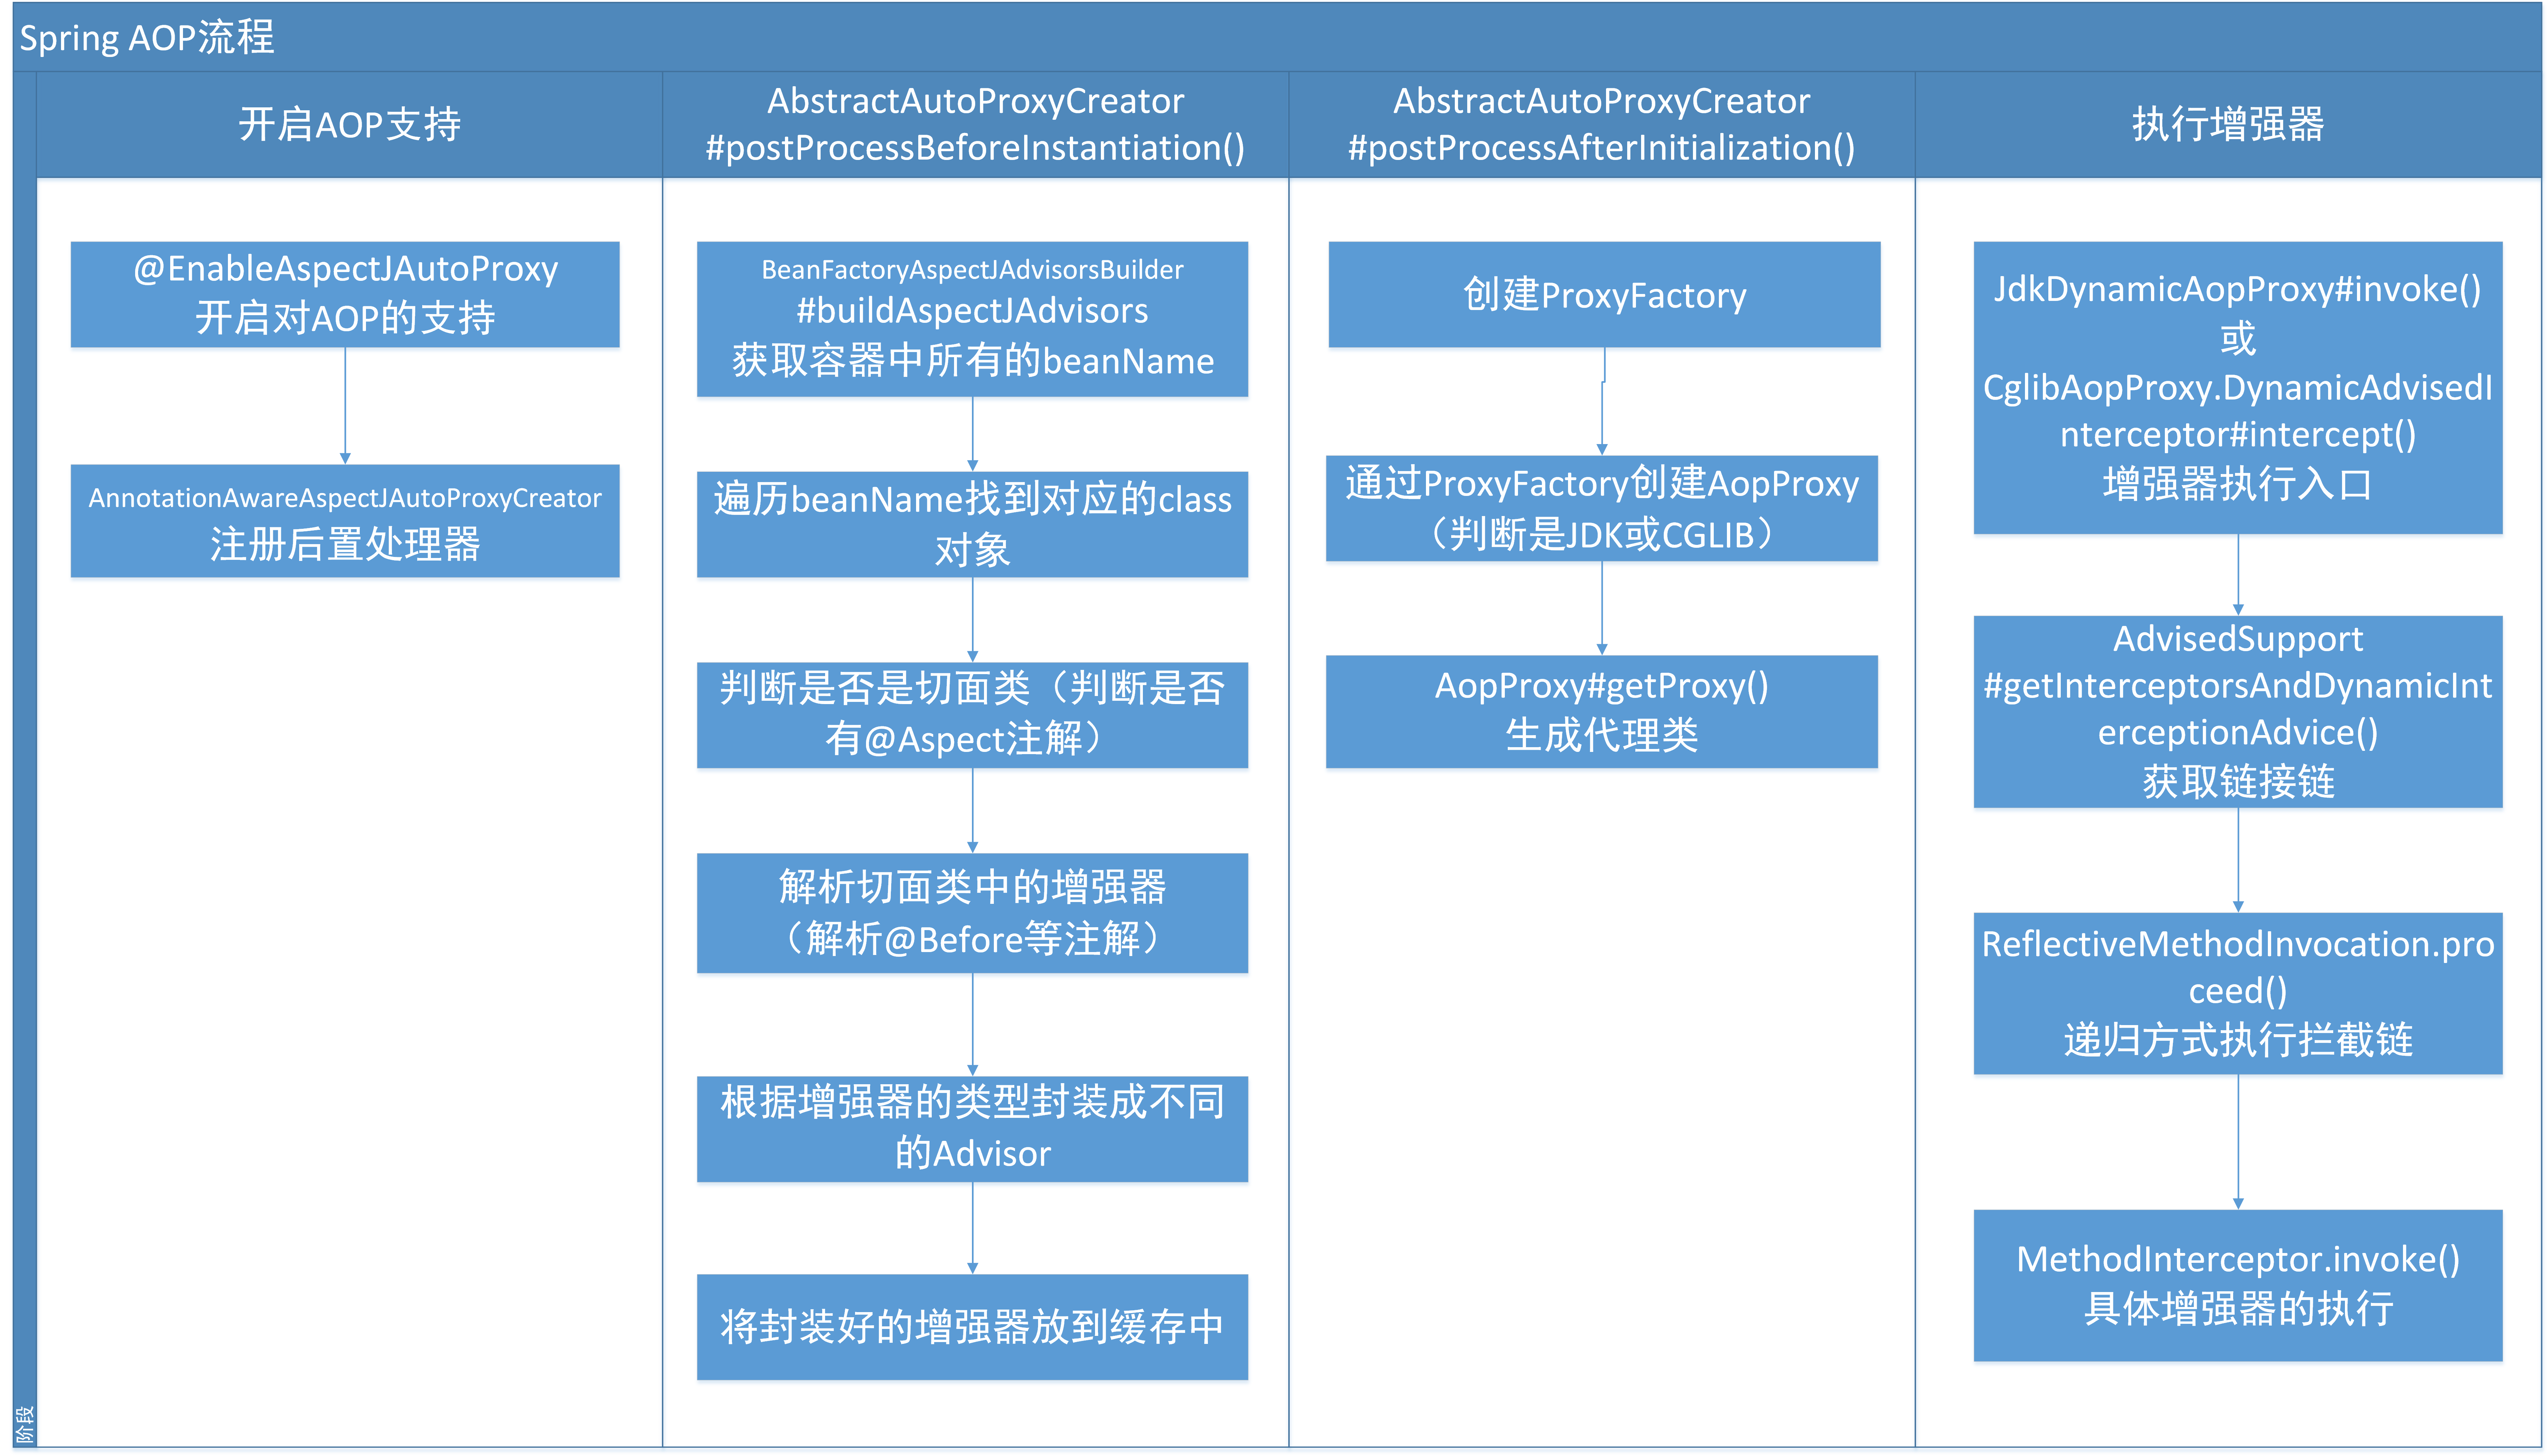 Spring AOP流程
开启AOP支持
AbstractAutoProxyCreator
#postProcessBeforeInstantiation()
AbstractAutoProxyCreator
#postProcessAfterInitialization()
执行增强器
@EnableAspectJAutoProxy
开启对AOP的支持
AnnotationAwareAspectJAutoProxyCreator
注册后置处理器
BeanFactoryAspectJAdvisorsBuilder
#buildAspectJAdvisors
获取容器中所有的beanName
遍历beanName找到对应的class
对象
判断是否是切面类（判断是否
有@Aspect注解）
解析切面类中的增强器
（解析@Before等注解）
根据增强器的类型封装成不同
的Advisor
将封装好的增强器放到缓存中
创建ProxyFactory
通过ProxyFactory创建AopProxy
（判断是JDK或CGLIB）
AopProxy#getProxy()
生成代理类
JdkDynamicAopProxy#invoke()
或
CglibAopProxy.DynamicAdvisedI
nterceptor#intercept()
增强器执行入口
AdvisedSupport
#getInterceptorsAndDynamicInt
erceptionAdvice()
获取链接链
ReflectiveMethodInvocation.pro
ceed()
递归方式执行拦截链
MethodInterceptor.invoke()
具体增强器的执行
阶段